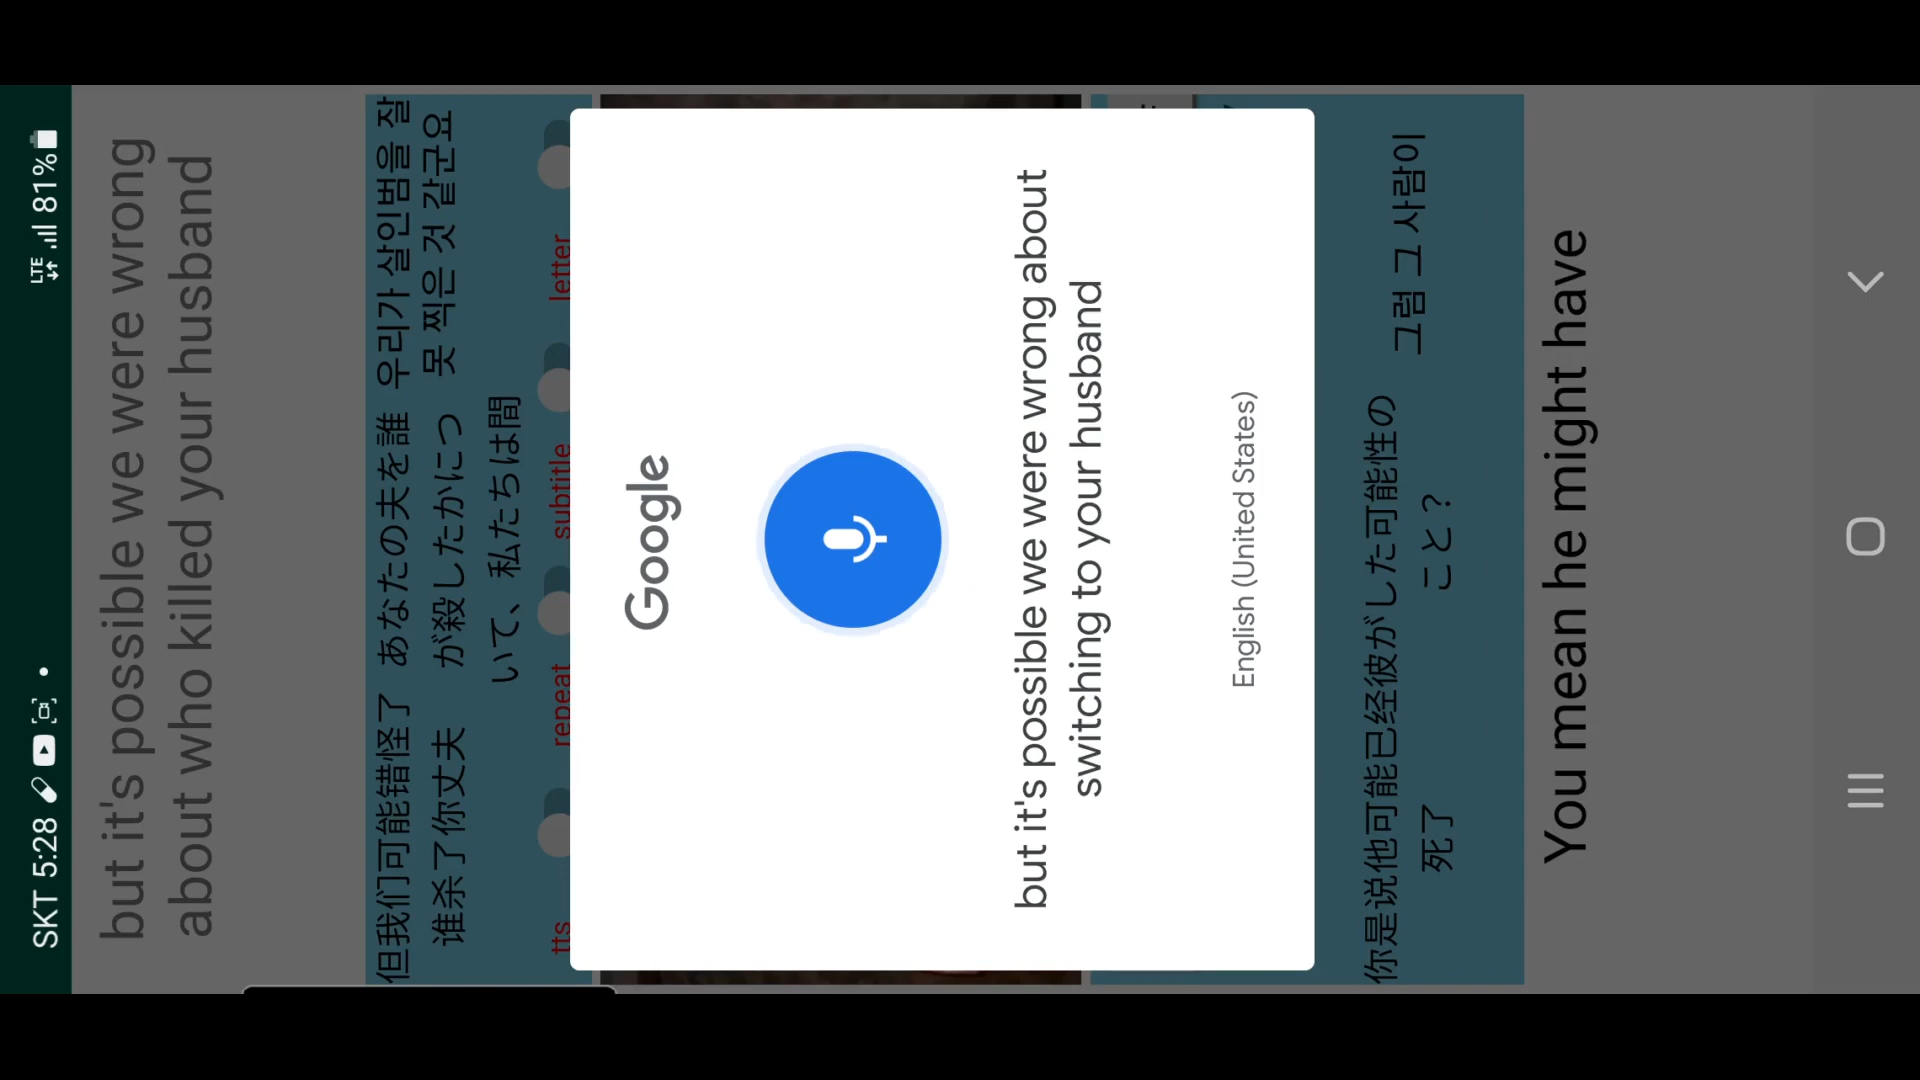 SKT 5:28
LTE
81%
but it's possible we were wrong
about who killed your husband
但我们可能错怪了
谁杀了你丈夫
あなたの夫を誰
が殺したかにつ
いて、私たちは間
우리가 살인범을 잘
못 찍은 것 같군요
tts
repeat
subtitle
letter
Google
but it's possible we were wrong about
switching to your husband
English (United States)
你是说他可能已经
死了
彼がした可能性の
こと？
그럼 그 사람이
You mean he might have